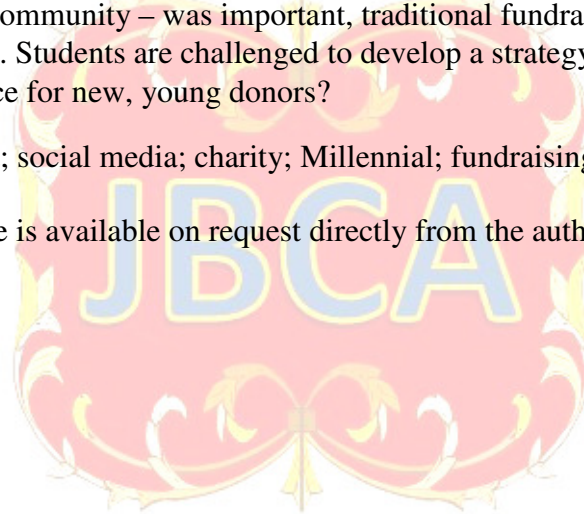 ommunity – was important, traditional fundra
. Students are challenged to develop a strategy
ce for new, young donors?
; social media; charity; Millennial; fundraising
e is available on request directly from the auth
JBCA